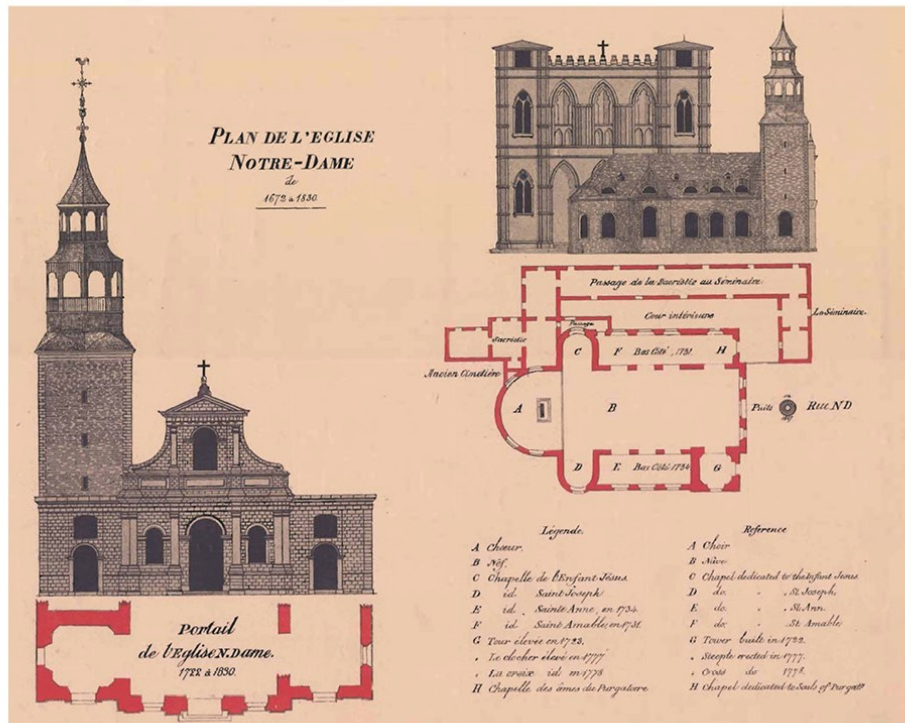 PLAN DE L'EGLISE
NOTRE-DAME
de
1672 à 1830.
Passage de la Sacristie au Séminaire.
Cour intérieure
Le Séminaire.
Passage
Sacristie
C
F Bas Côté, 1731.
H
Ancien Cimetière
A
B
Puits
Rue N D
D
E Bas Côté 1734
G
Portail
de l'Eglise N. Dame.
1722 à 1830.
Légende.
A Chœur.
B Nef.
C Chapelle de l'Enfant Jésus.
D id Saint Joseph.
E id Sainte Anne, en 1734.
F id Saint Amable, en 1731.
G Tour élevée en 1723.
" Le clocher élevé en 1777
" La croix id en 1778
H Chapelle des âmes du Purgatoire
Reference
A Choir
B Nave
C Chapel dedicated to the Infant Jesus.
D do " St. Joseph.
E do " St. Ann.
F do " St. Amable.
G Tower built in 1722.
" Steeple erected in 1777.
" Cross do 1778.
H Chapel dedicated to Souls of Purgaty